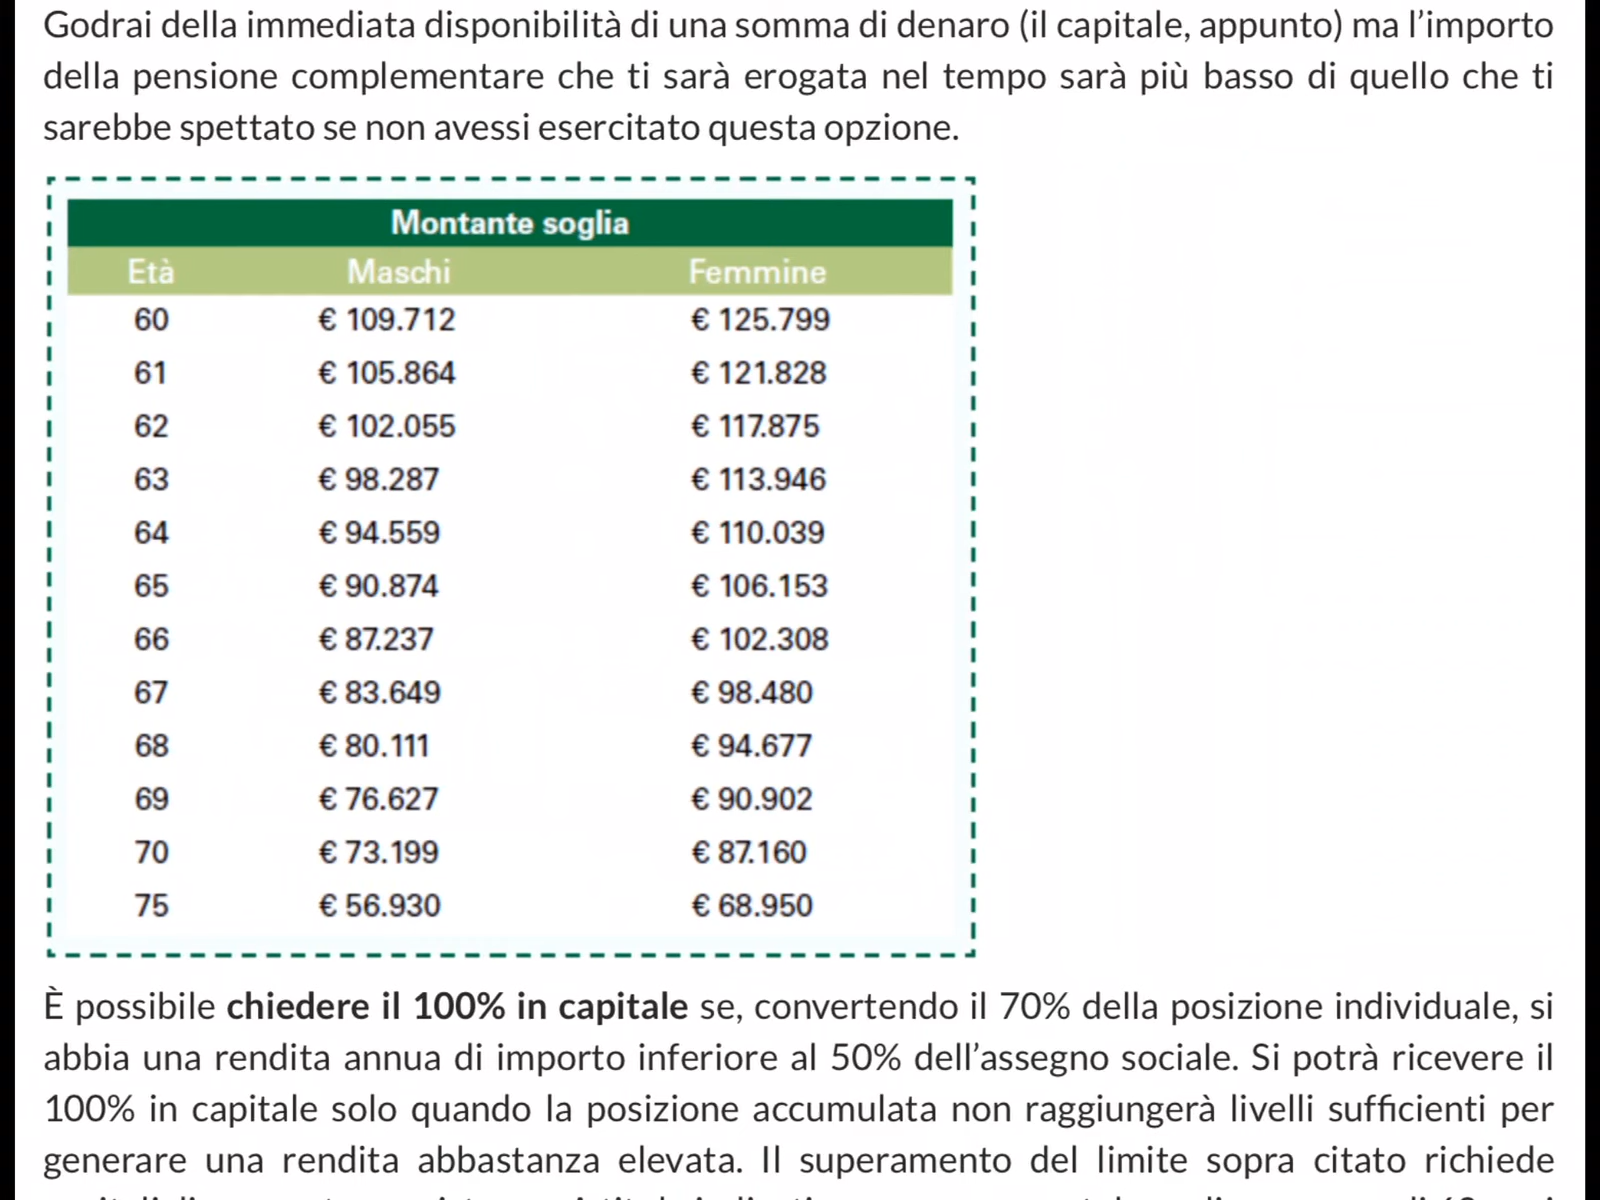 Godrai della immediata disponibilità di una somma di denaro (il capitale, appunto) ma l’importo
della pensione complementare che ti sarà erogata nel tempo sarà più basso di quello che ti
sarebbe spettato se non avessi esercitato questa opzione.
Montante soglia
Età Maschi Femmine
60 € 109.712 € 125.799
61 € 105.864 € 121.828
62 € 102.055 € 117.875
63 € 98.287 € 113.946
64 € 94.559 € 110.039
65 € 90.874 € 106.153
66 € 87.237 € 102.308
67 € 83.649 € 98.480
68 € 80.111 € 94.677
69 € 76.627 € 90.902
70 € 73.199 € 87.160
75 € 56.930 € 68.950
È possibile chiedere il 100% in capitale se, convertendo il 70% della posizione individuale, si
abbia una rendita annua di importo inferiore al 50% dell’assegno sociale. Si potrà ricevere il
100% in capitale solo quando la posizione accumulata non raggiungerà livelli sufficienti per
generare una rendita abbastanza elevata. Il superamento del limite sopra citato richiede